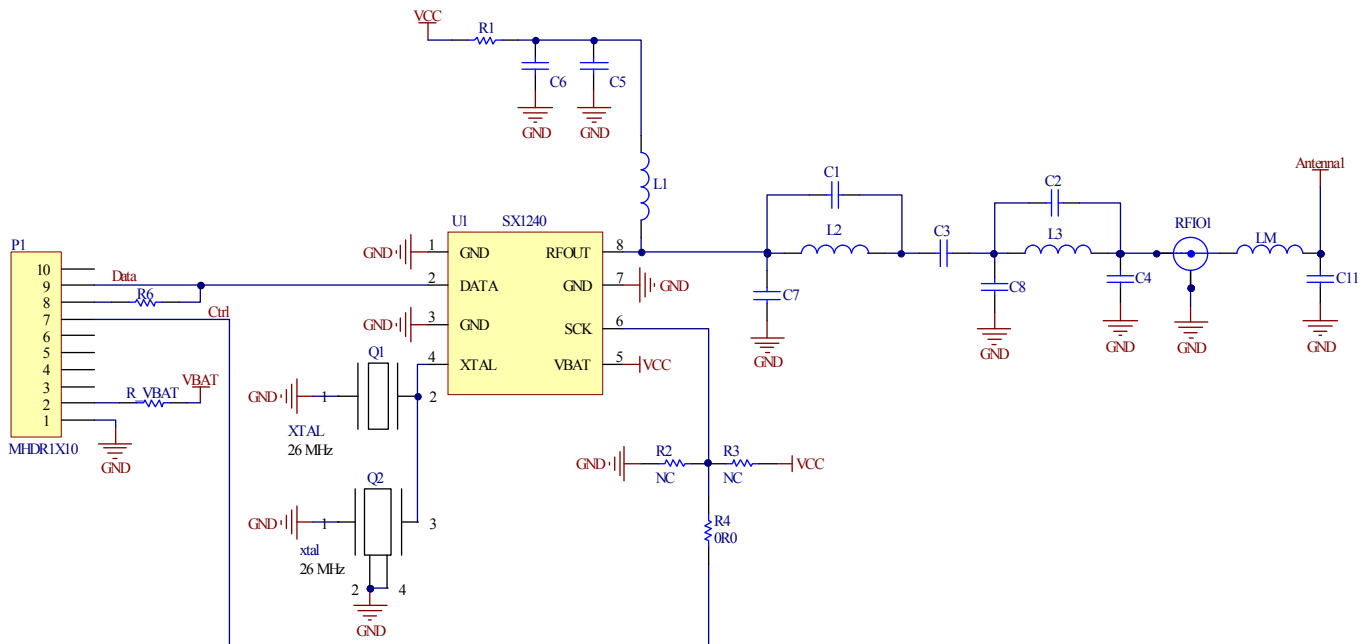 VCC
R1
C6
C5
GND
GND
L1
Antenna1
C1
C2
U1
SX1240
L2
C3
L3
RFIO1
LM
P1
GND
1
GND
RFOUT
8
10
9
Data
2
DATA
GND
7
GND
C7
C8
C4
C11
8
R6
7
Ctrl
GND
3
GND
SCK
6
6
5
GND
GND
GND
GND
GND
4
Q1
4
XTAL
VBAT
5
VCC
3
VBAT
2
R_VBAT
GND
1
2
1
XTAL
MHDR1X10
26 MHz
GND
R2
R3
GND
VCC
NC
NC
Q2
GND
1
3
R4
0R0
xtal
26 MHz
2
4
GND